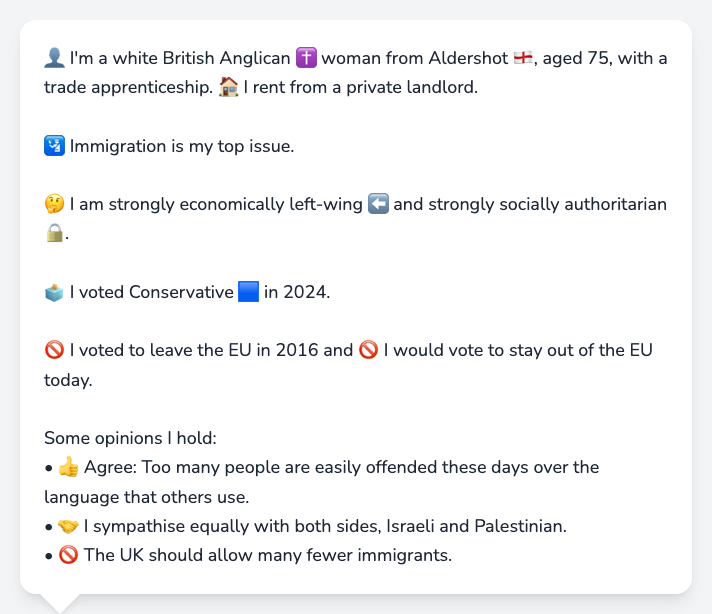 👤 I'm a white British Anglican ✝️ woman from Aldershot 🏴󠁧󠁢󠁥󠁮󠁧󠁿, aged 75, with a
trade apprenticeship. 🏠 I rent from a private landlord.
🛂 Immigration is my top issue.
🤔 I am strongly economically left-wing ⬅️ and strongly socially authoritarian
🔒.
🗳️ I voted Conservative 🟦 in 2024.
🚫 I voted to leave the EU in 2016 and 🚫 I would vote to stay out of the EU
today.
Some opinions I hold:
• 👍 Agree: Too many people are easily offended these days over the
language that others use.
• 🤝 I sympathise equally with both sides, Israeli and Palestinian.
• 🚫 The UK should allow many fewer immigrants.